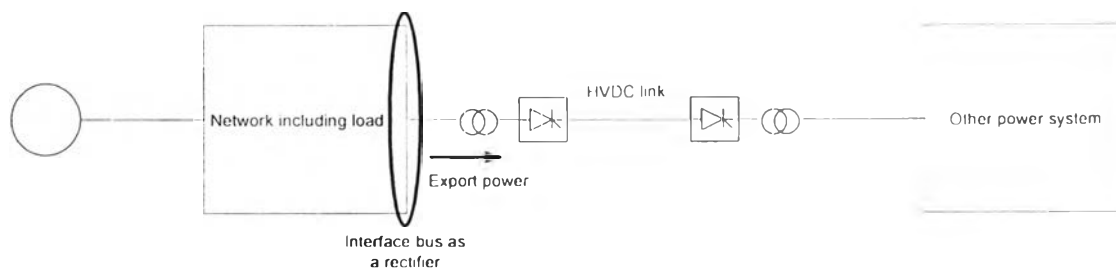 HVDC link
Network including load
Other power system
Export power
Interface bus as
a rectifier